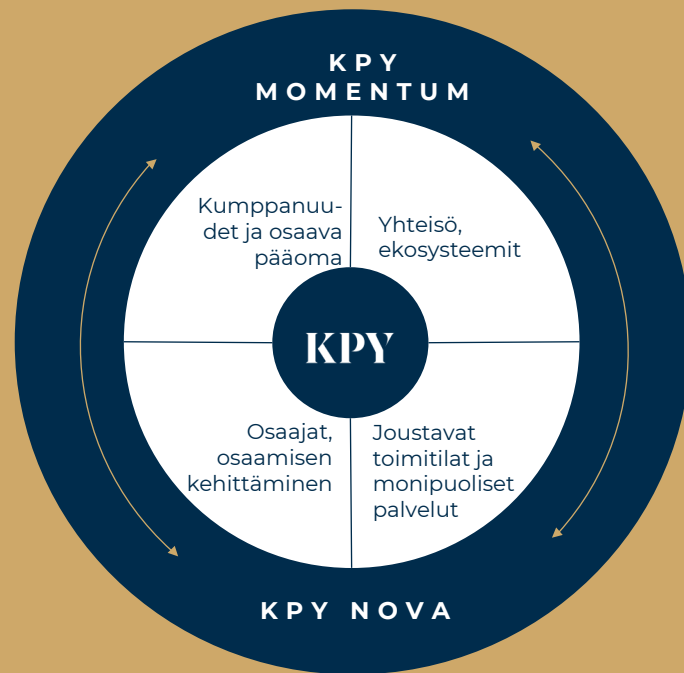 KPY
MOMENTUM
Kumppanuu-
det ja osaava
pääoma
Yhteisö,
ekosysteemit
KPY
Osaajat,
osaamisen
kehittäminen
Joustavat
toimitilat ja
monipuoliset
palvelut
KPY NOVA